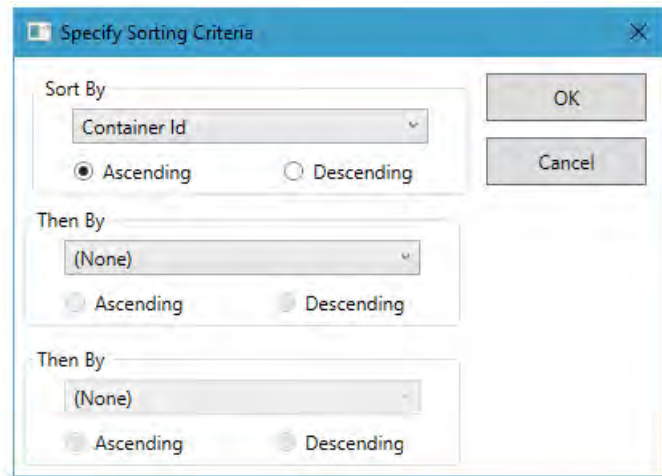 Specify Sorting Criteria
Sort By
Container Id
Ascending Descending
OK
Cancel
Then By
(None)
Ascending Descending
Then By
(None)
Ascending Descending